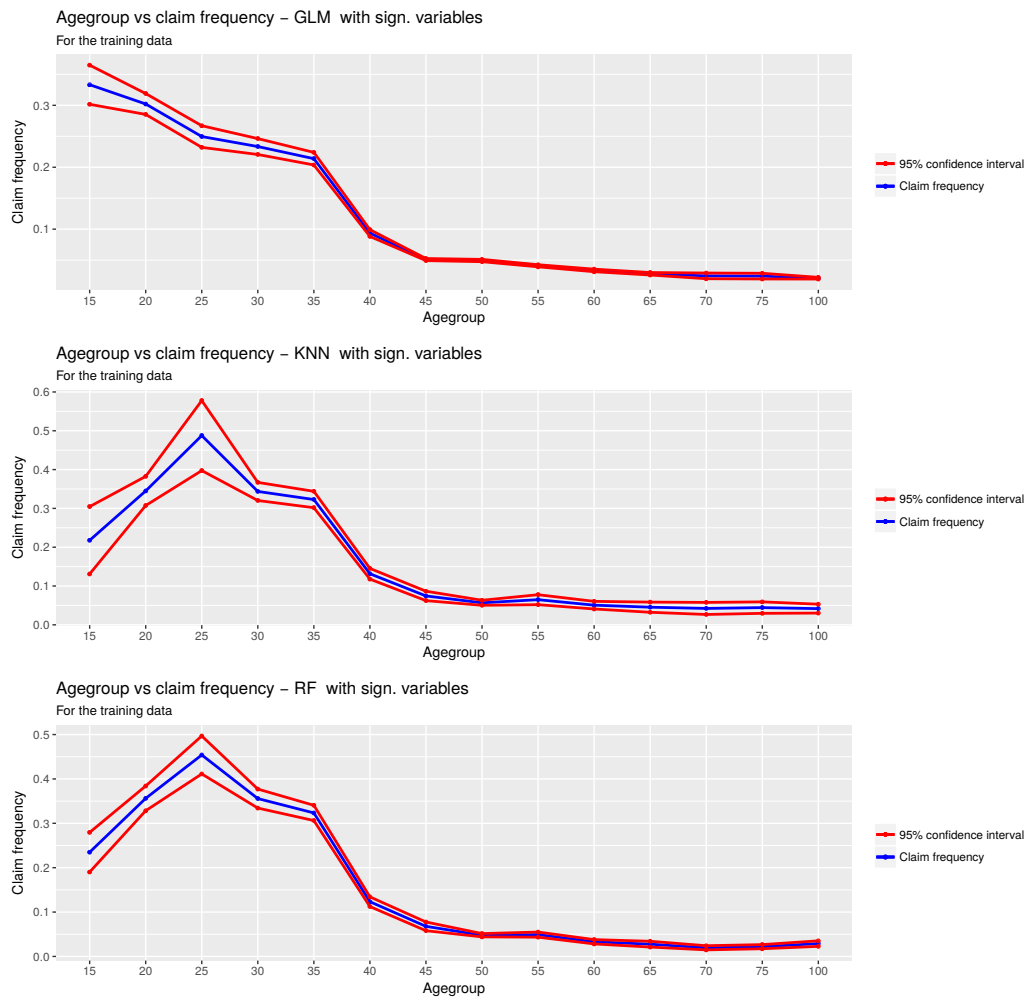 Agegroup vs claim frequency − GLM  with sign. variables
For the training data
Claim frequency
0.3
0.2
0.1
15 20 25 30 35 40 45 50 55 60 65 70 75 100
Agegroup
95% confidence interval
Claim frequency
Agegroup vs claim frequency − KNN  with sign. variables
For the training data
Claim frequency
0.6
0.5
0.4
0.3
0.2
0.1
0.0
15 20 25 30 35 40 45 50 55 60 65 70 75 100
Agegroup
95% confidence interval
Claim frequency
Agegroup vs claim frequency − RF  with sign. variables
For the training data
Claim frequency
0.5
0.4
0.3
0.2
0.1
0.0
15 20 25 30 35 40 45 50 55 60 65 70 75 100
Agegroup
95% confidence interval
Claim frequency